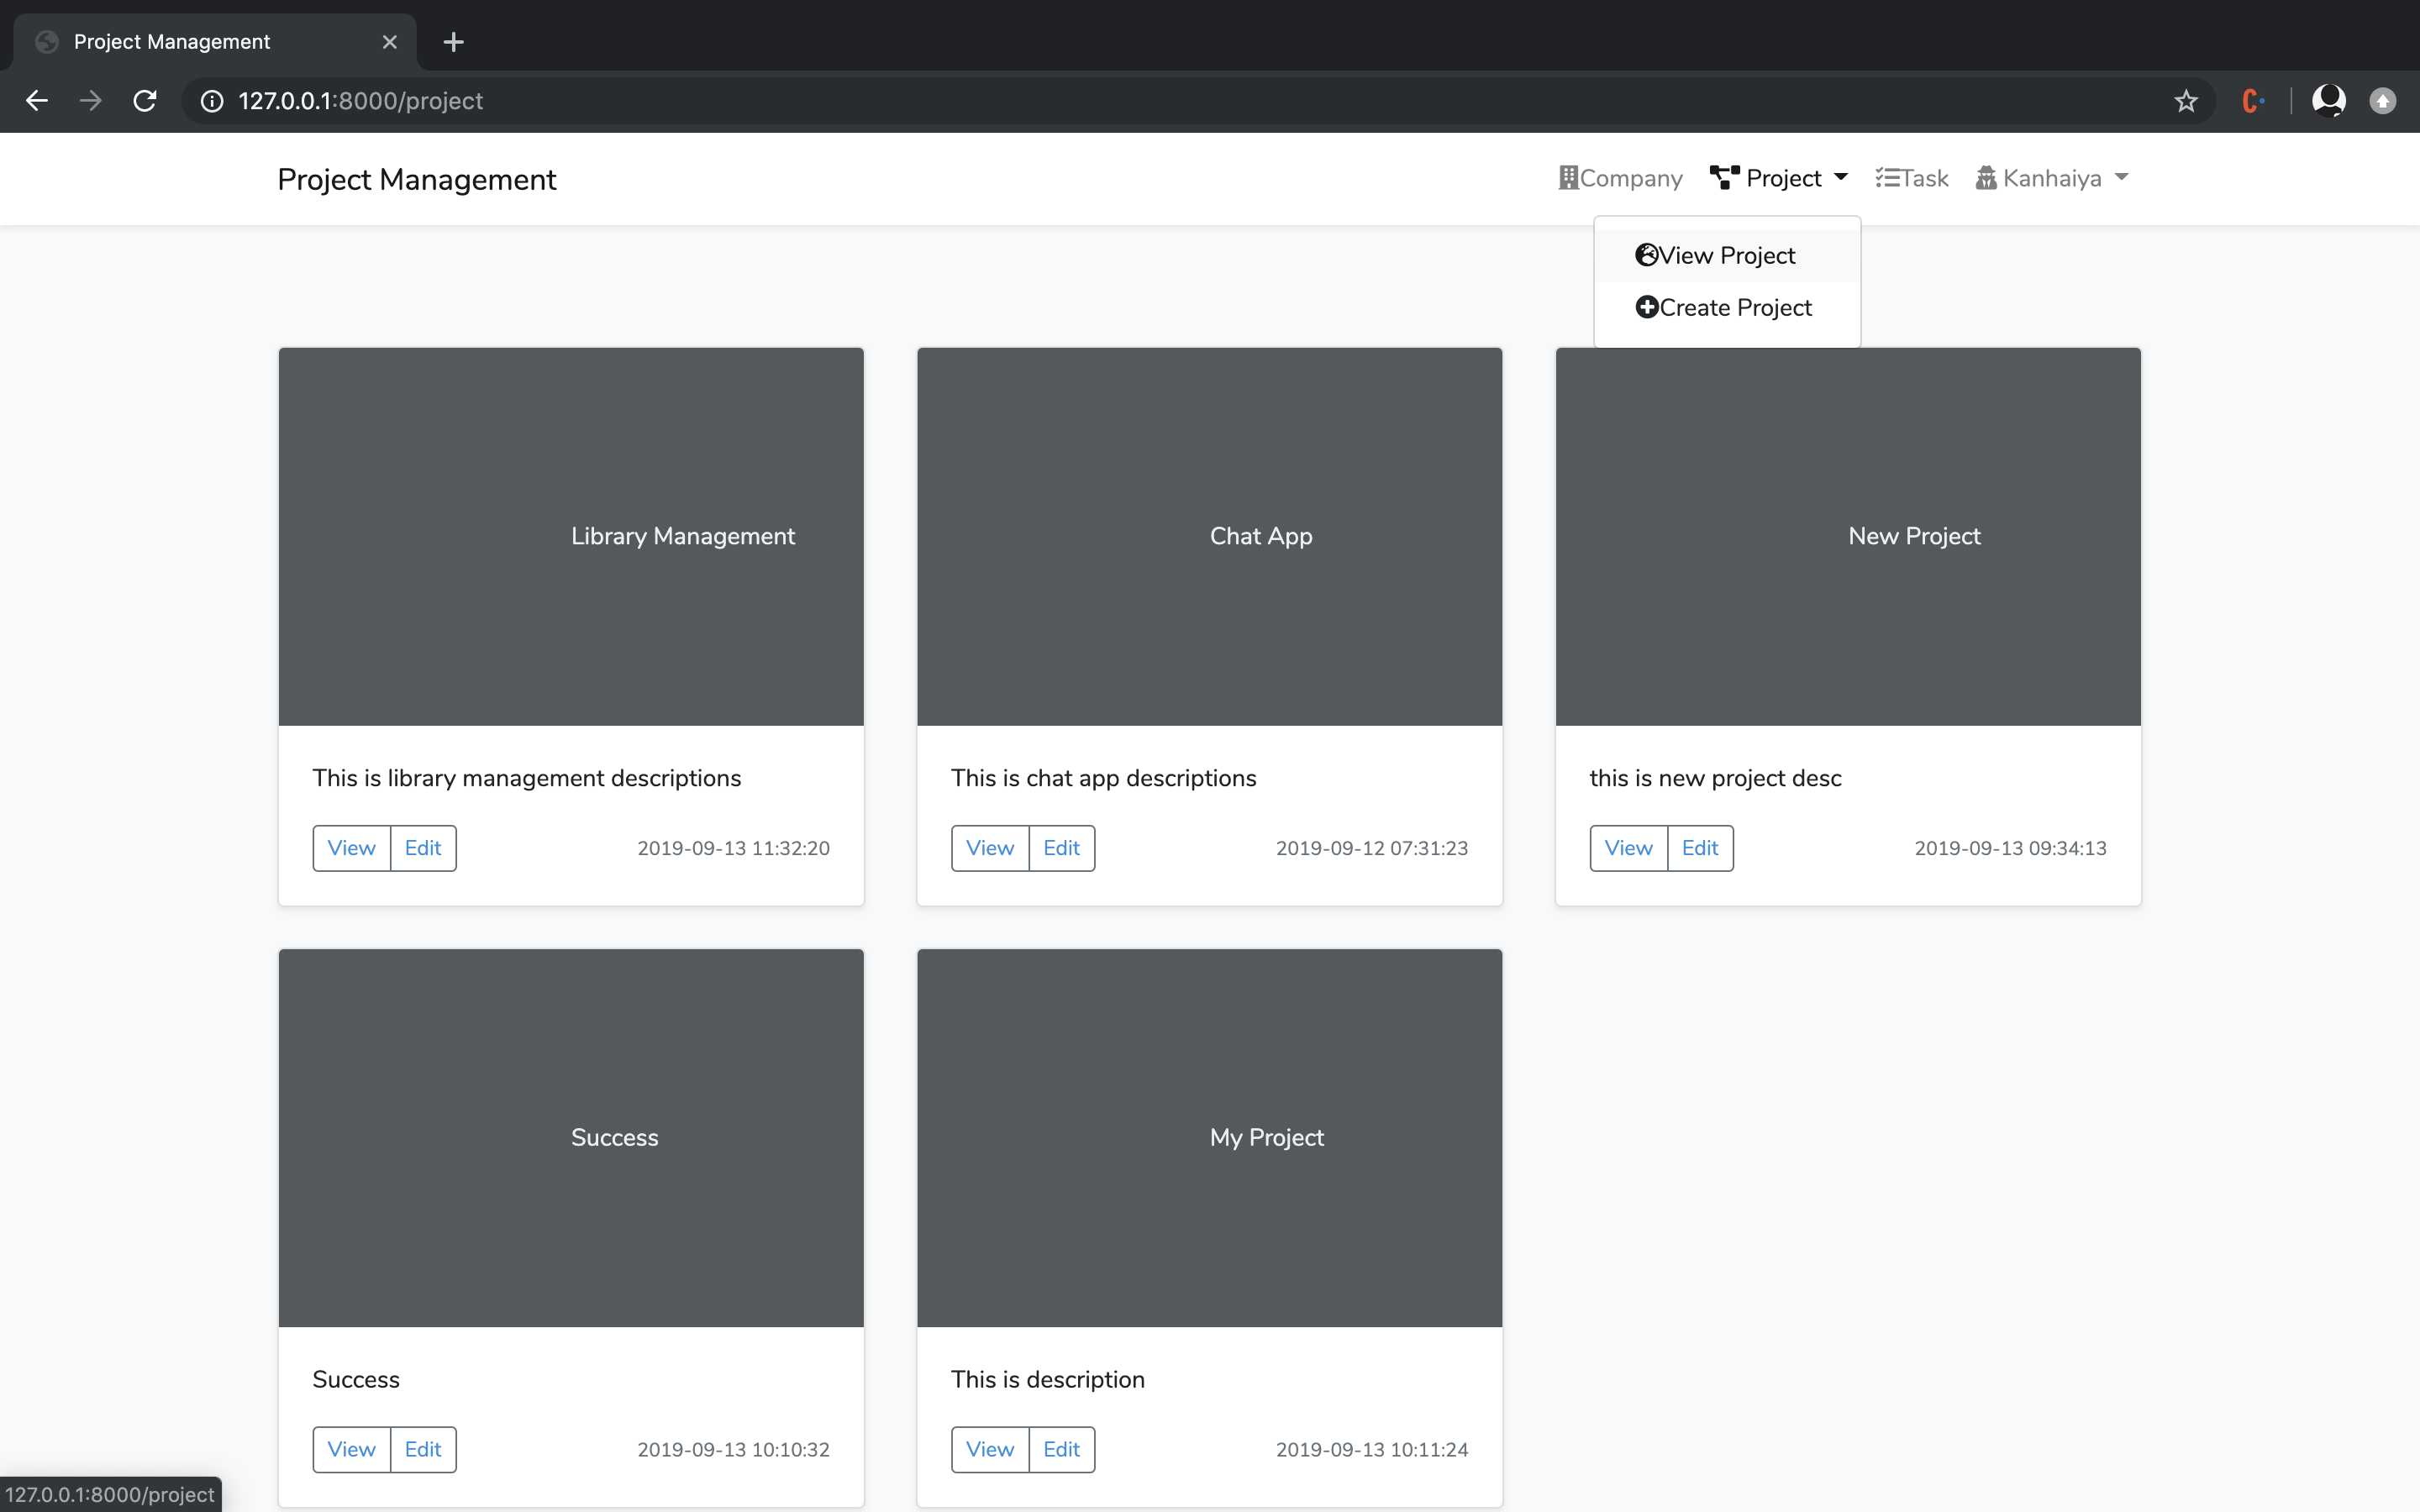 Project Management
127.0.0.1:8000/project
Project Management
Company Project Task Kanhaiya
View Project
Create Project
Library Management
Chat App
New Project
This is library management descriptions
This is chat app descriptions
this is new project desc
View Edit 2019-09-13 11:32:20
View Edit 2019-09-12 07:31:23
View Edit 2019-09-13 09:34:13
Success
My Project
Success
This is description
View Edit 2019-09-13 10:10:32
View Edit 2019-09-13 10:11:24
127.0.0.1:8000/project